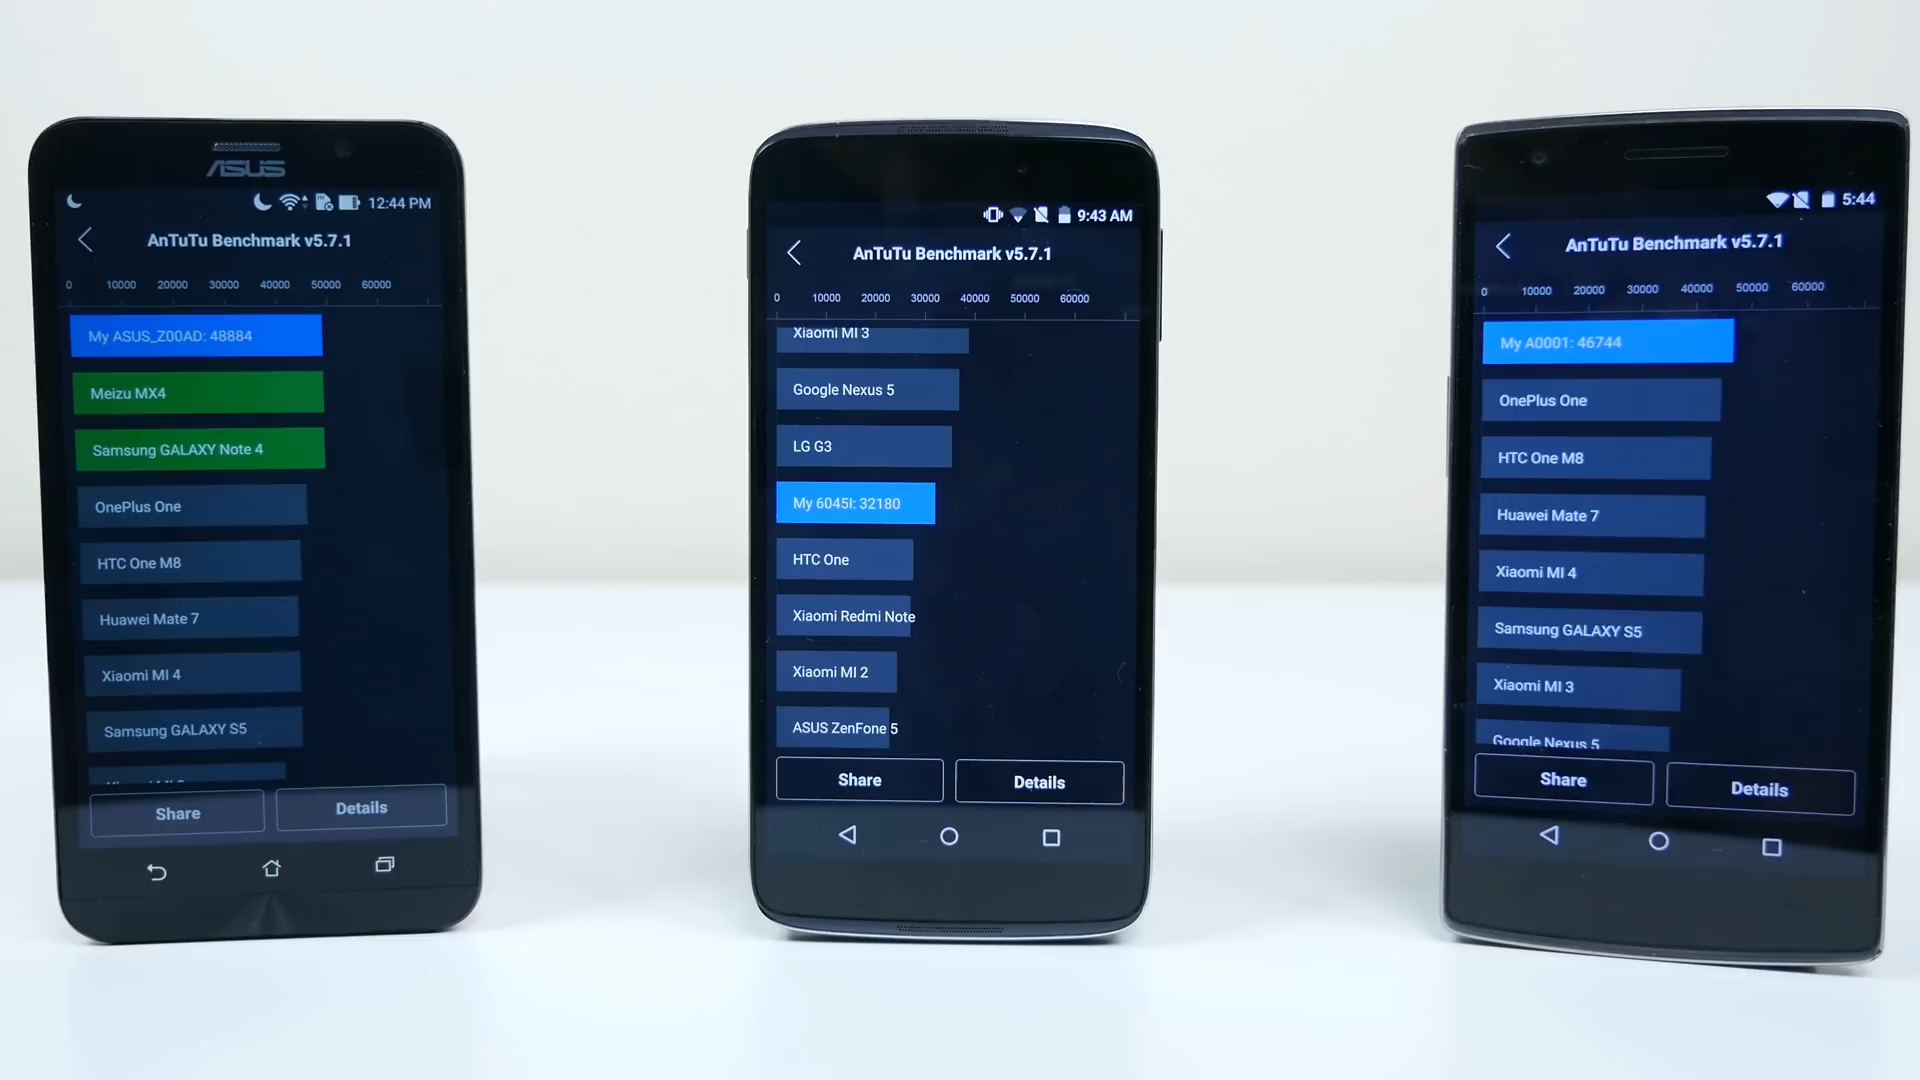 ASUS
12:44 PM
AnTuTu Benchmark v5.7.1
0 10000 20000 30000 40000 50000 60000
My ASUS_Z00AD: 48884
Meizu MX4
Samsung GALAXY Note 4
OnePlus One
HTC One M8
Huawei Mate 7
Xiaomi MI 4
Samsung GALAXY S5
Share Details
9:43 AM
AnTuTu Benchmark v5.7.1
0 10000 20000 30000 40000 50000 60000
Xiaomi MI 3
Google Nexus 5
LG G3
My 6045I: 32180
HTC One
Xiaomi Redmi Note
Xiaomi MI 2
ASUS ZenFone 5
Share Details
5:44
AnTuTu Benchmark v5.7.1
0 10000 20000 30000 40000 50000 60000
My A0001: 46744
OnePlus One
HTC One M8
Huawei Mate 7
Xiaomi MI 4
Samsung GALAXY S5
Xiaomi MI 3
Google Nexus 5
Share Details